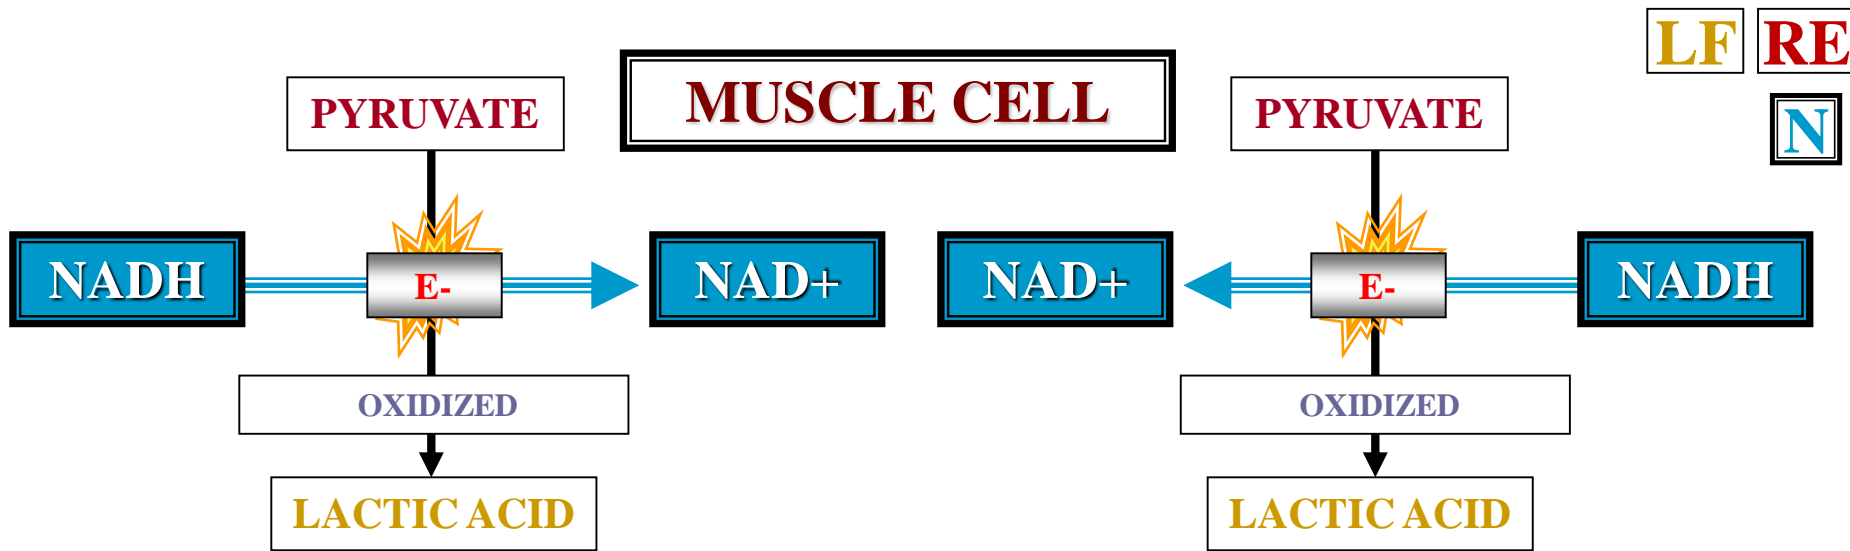 LF RE
MUSCLE CELL
PYRUVATE PYRUVATE
N
NADH E- NAD+ NAD+ E- NADH
OXIDIZED OXIDIZED
LACTIC ACID LACTIC ACID